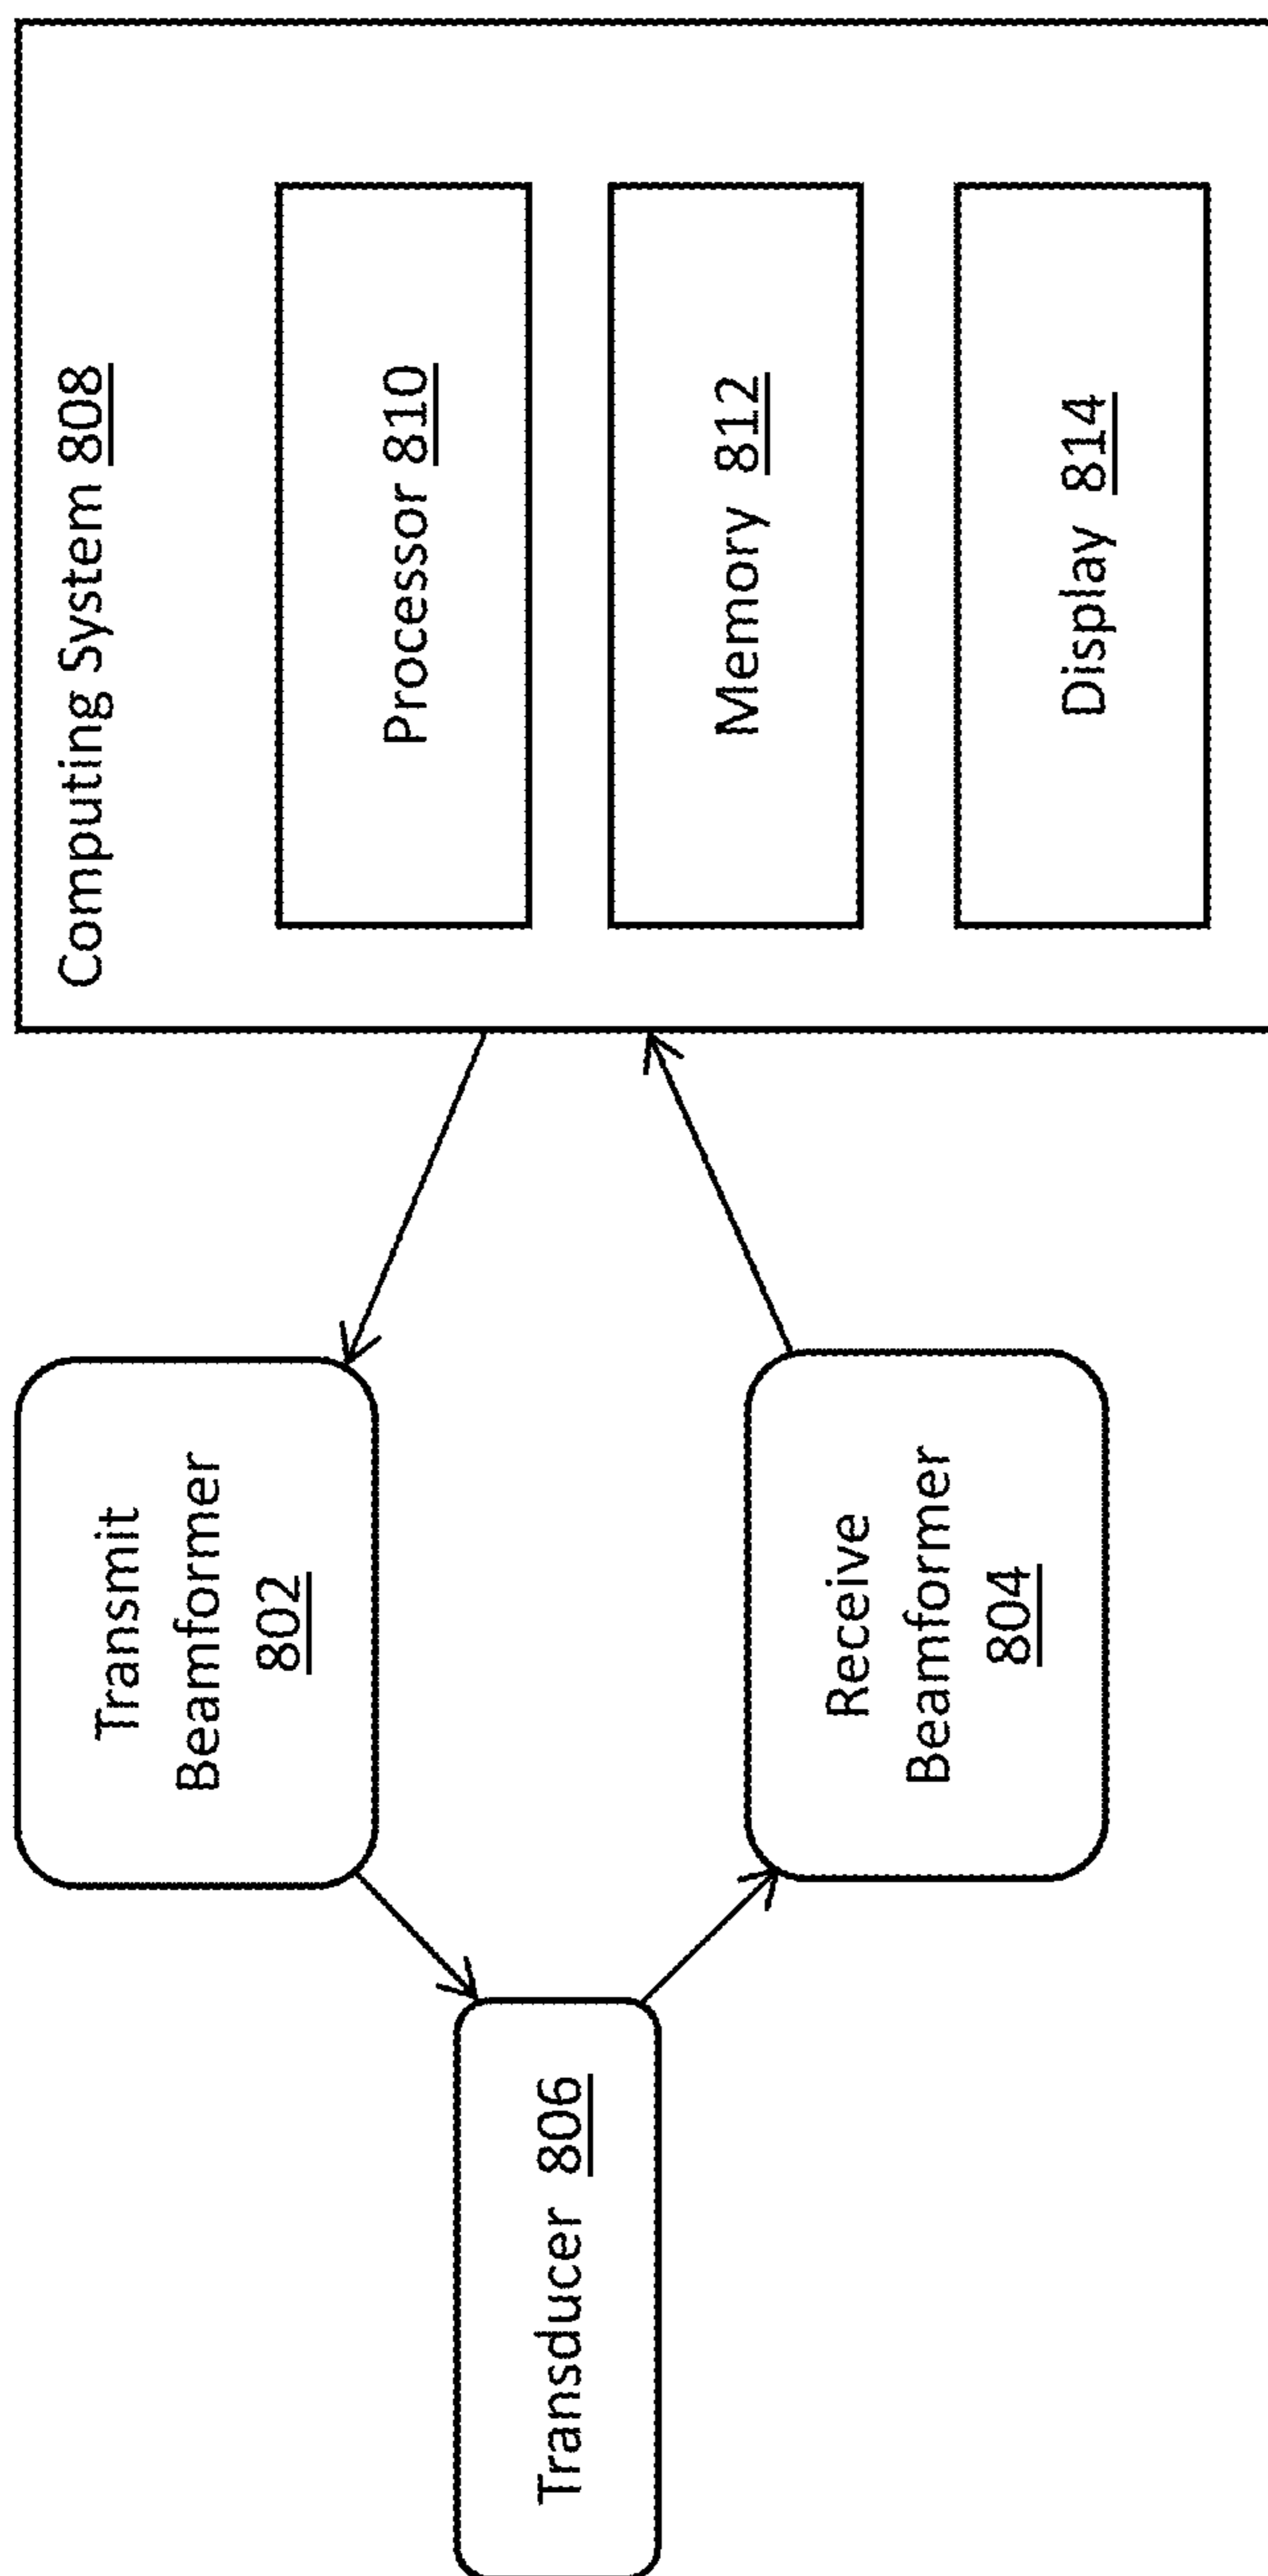 Transducer 806
Transmit
Beamformer
802
Receive
Beamformer
804
Computing System 808
Processor 810
Memory 812
Display 814